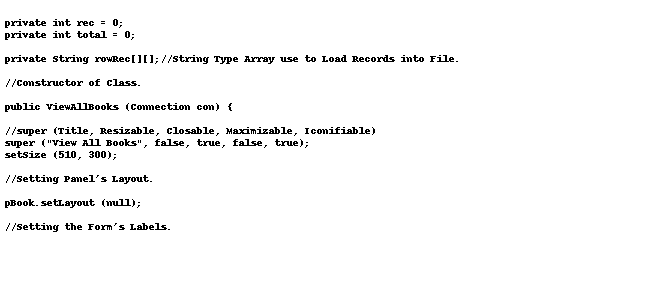 private int rec = 0;
private int total = 0;
private String rowRec[][];//String Type Array use to Load Records into File.
//Constructor of Class.
public ViewAllBooks (Connection con) {
//super (Title, Resizable, Closable, Maximizable, Iconifiable)
super ("View All Books", false, true, false, true);
setSize (510, 300);
//Setting Panel's Layout.
pBook.setLayout (null);
//Setting the Form's Labels.